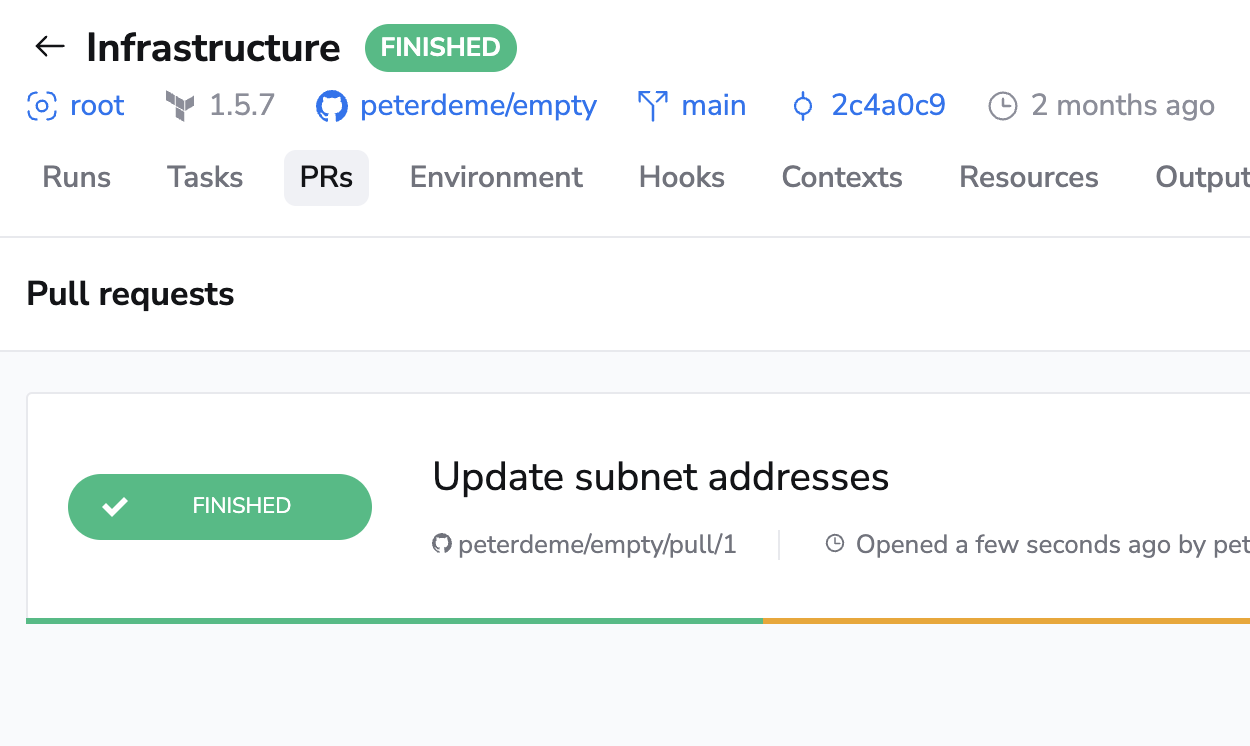 Infrastructure FINISHED
root 1.5.7 peterdeme/empty main 2c4a0c9 2 months ago
Runs Tasks PRs Environment Hooks Contexts Resources Output
Pull requests
FINISHED
Update subnet addresses
peterdeme/empty/pull/1 Opened a few seconds ago by pet